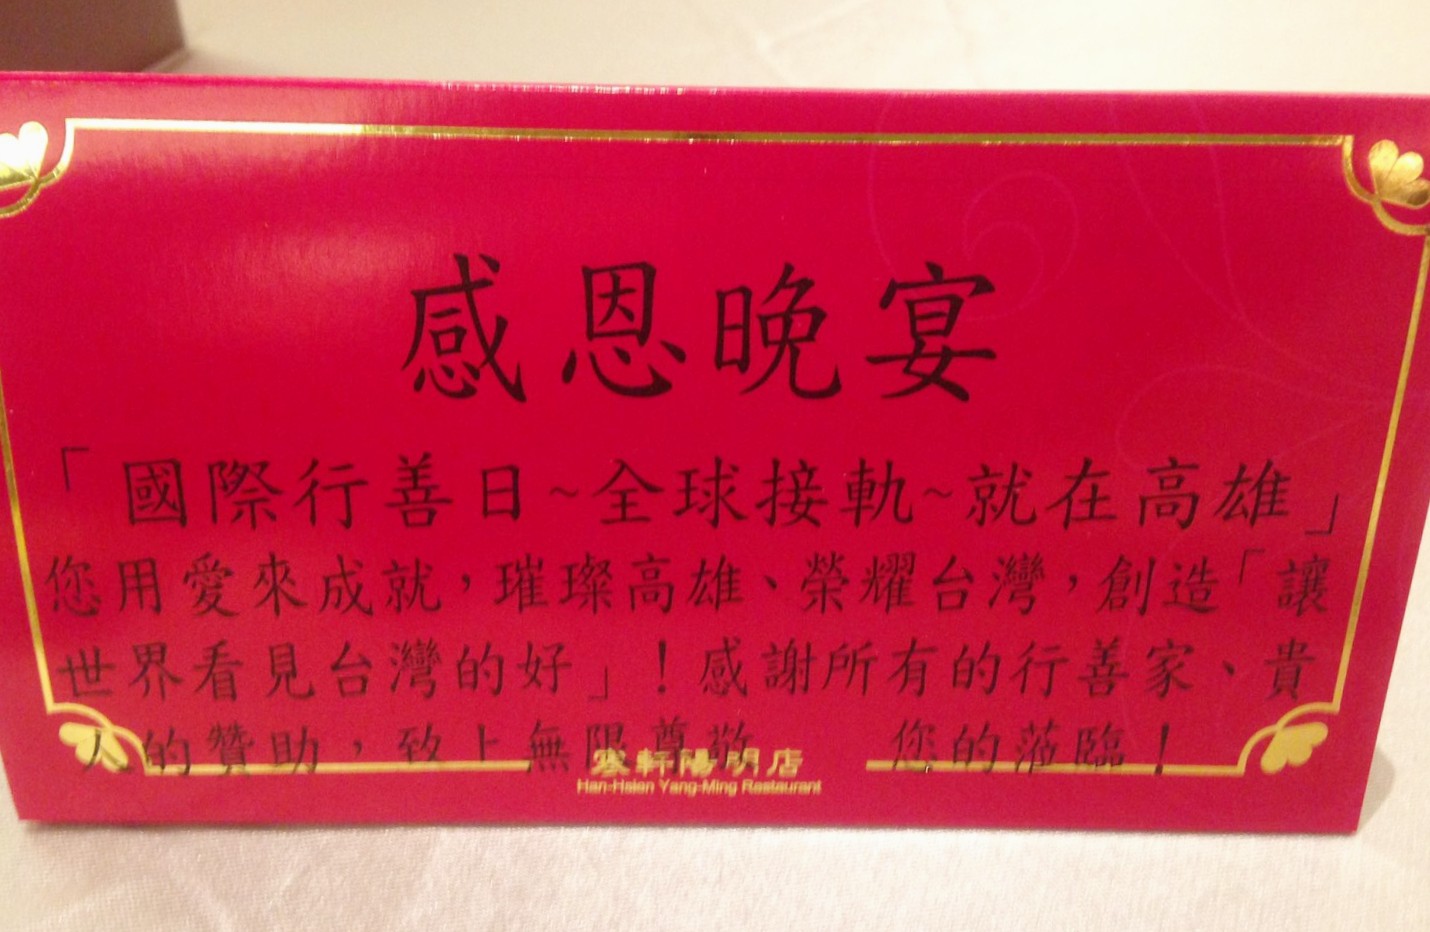 感恩晚宴
「國際行善日~全球接軌~就在高雄」
您用愛來成就，璀璨高雄、榮耀台灣，創造「讓
世界看見台灣的好」！感謝所有的行善家、貴
人的贊助，致上無限尊敬 您的蒞臨！
寒軒陽明店
Han-Hsien Yang-Ming Restaurant